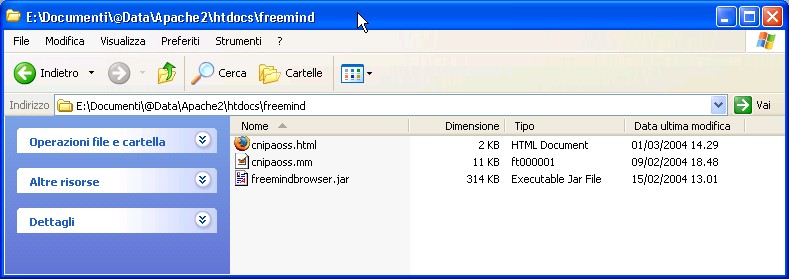 E:\Documenti\@Data\Apache2\htdocs\freemind
File Modifica Visualizza Preferiti Strumenti ?
Indietro Cerca Cartelle
Indirizzo E:\Documenti\@Data\Apache2\htdocs\freemind Vai
Operazioni file e cartella
Altre risorse
Dettagli
Nome Dimensione Tipo Data ultima modifica
cnipaoss.html 2 KB HTML Document 01/03/2004 14.29
cnipaoss.mm 11 KB ft000001 09/02/2004 18.48
freemindbrowser.jar 314 KB Executable Jar File 15/02/2004 13.01